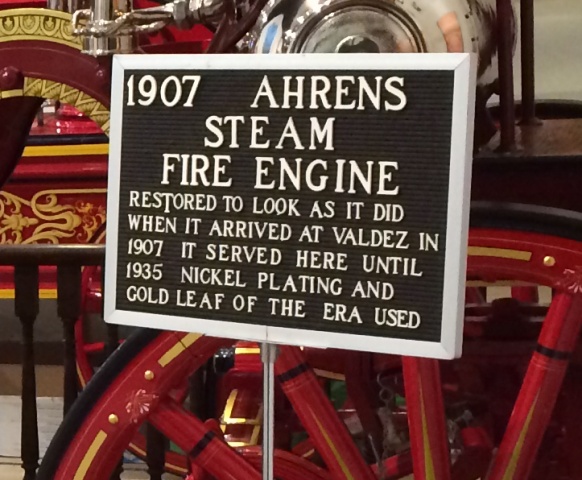 1907 AHRENS
STEAM
FIRE ENGINE
RESTORED TO LOOK AS IT DID
WHEN IT ARRIVED AT VALDEZ IN
1907 IT SERVED HERE UNTIL
1935 NICKEL PLATING AND
GOLD LEAF OF THE ERA USED